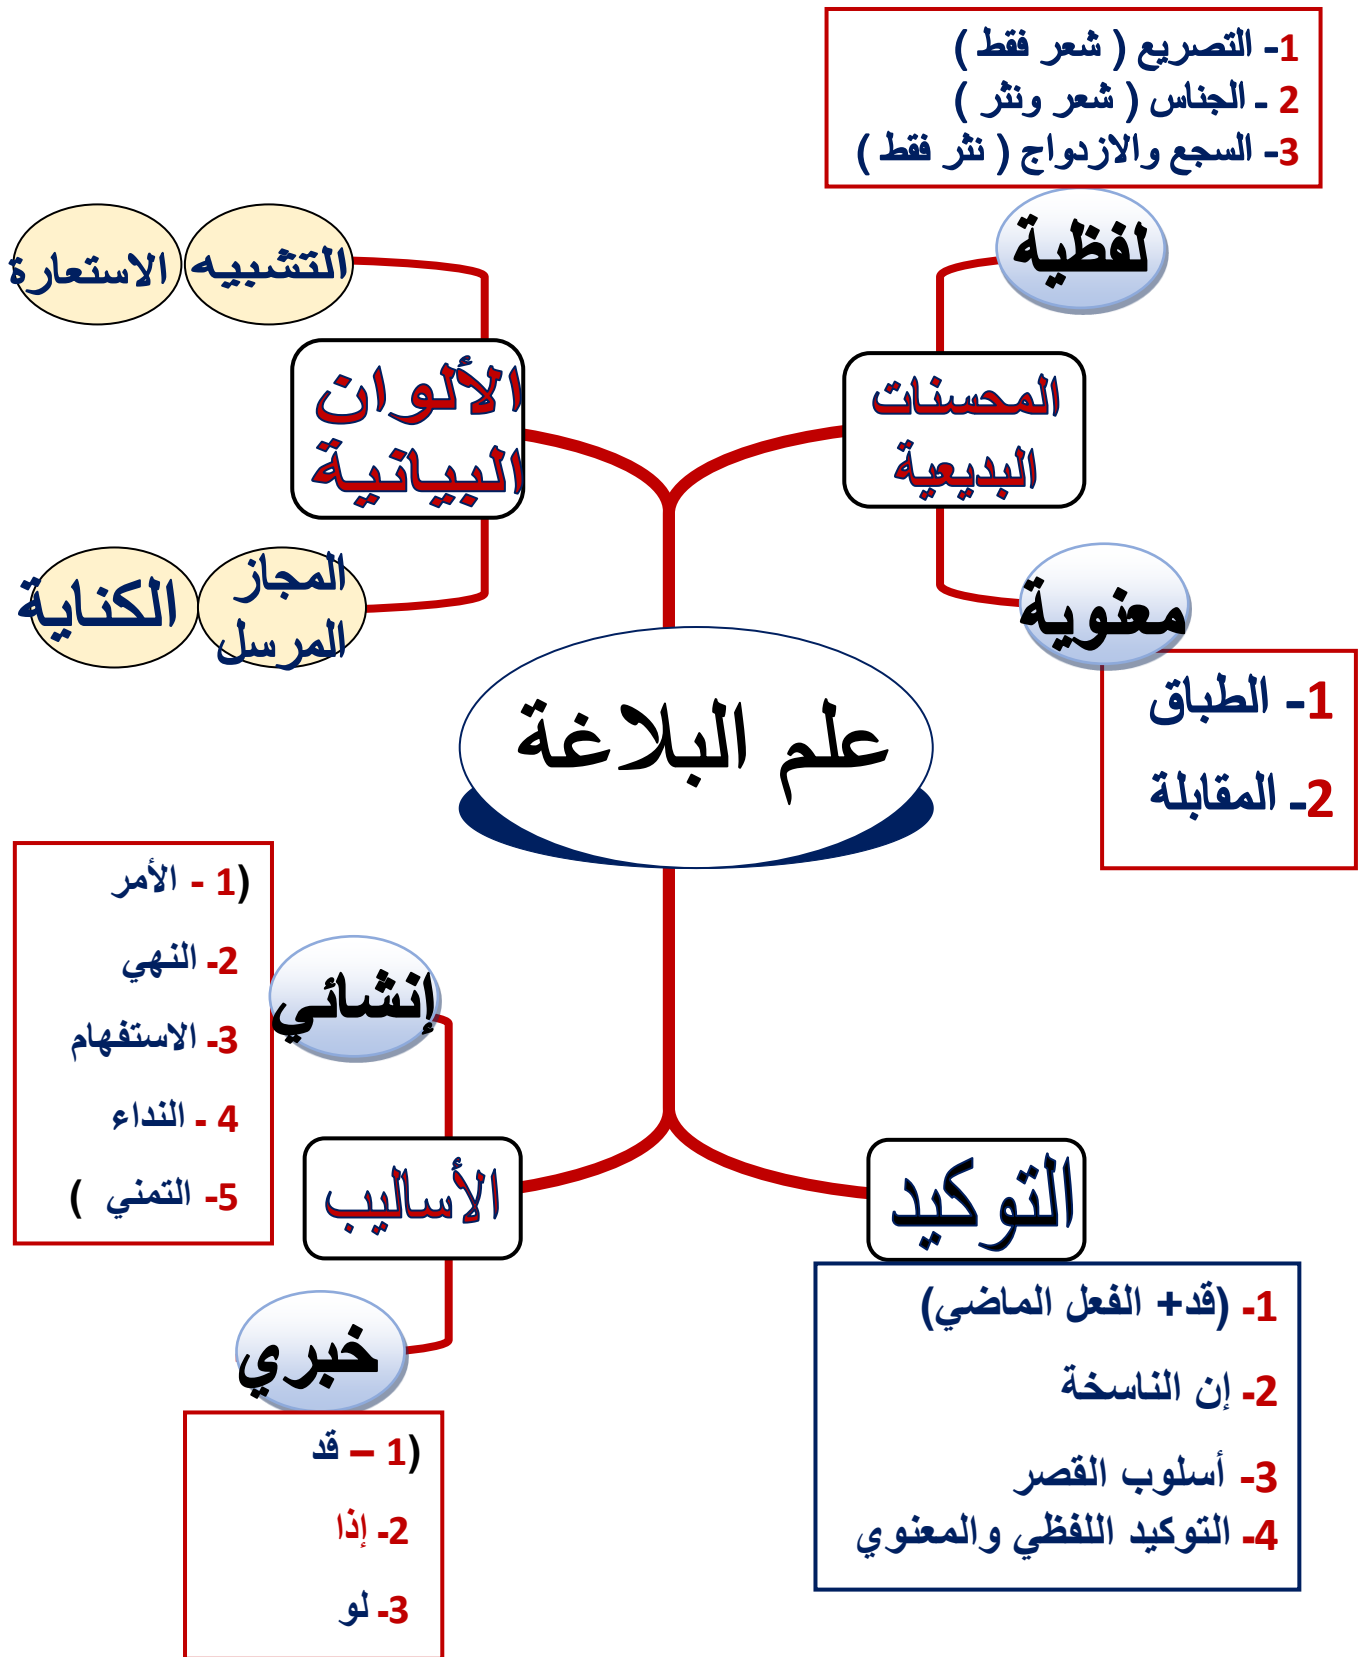 1- التصريع ( شعر فقط )
2 - الجناس ( شعر ونثر )
3- السجع والازدواج ( نثر فقط )
لفظية
المحسنات
البديعية
معنوية
1- الطباق
2- المقابلة
التشبيه
الاستعارة
الألوان
البيانية
المجاز
المرسل
الكناية
علم البلاغة
إنشائي
(1 - الأمر
2- النهي
3- الاستفهام
4 - النداء
5- التمني )
الأساليب
خبري
(1 – قد
2- إذا
3- لو
التوكيد
1- (قد+ الفعل الماضي)
2- إن الناسخة
3- أسلوب القصر
4- التوكيد اللفظي والمعنوي